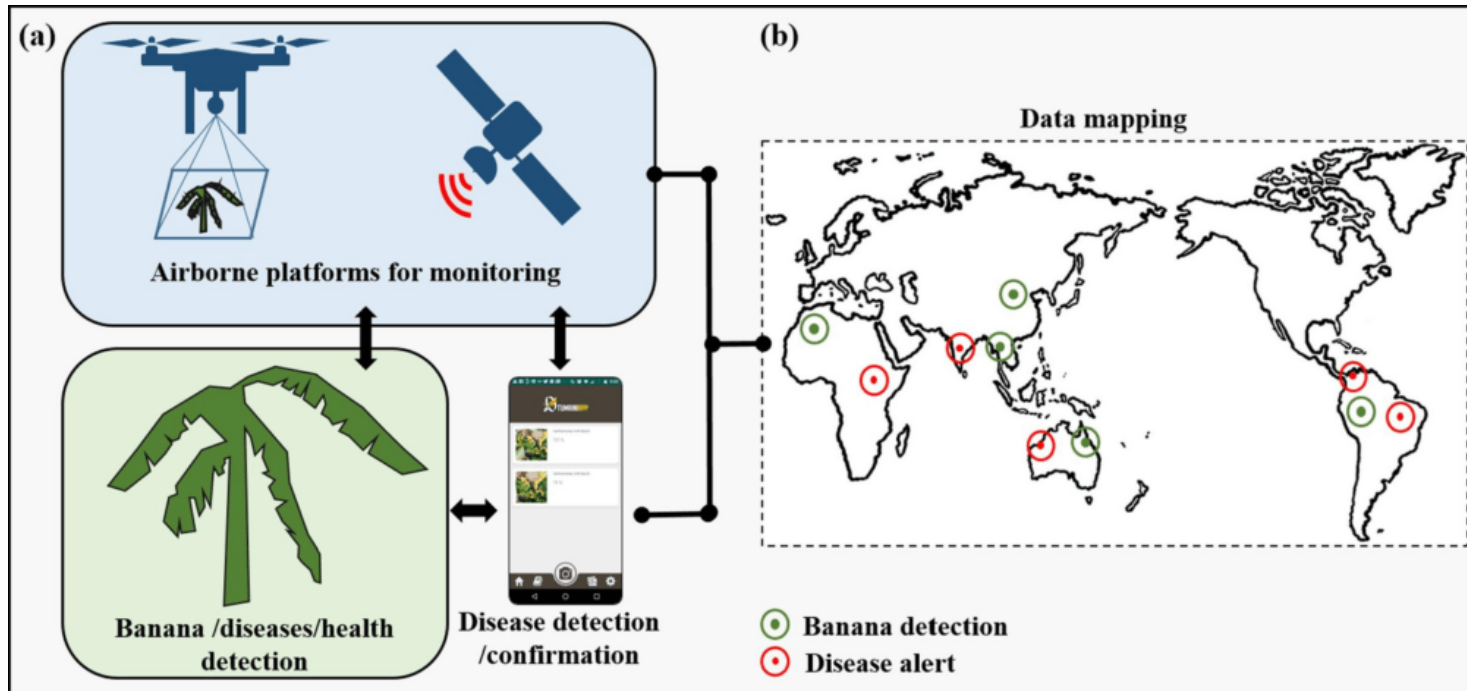 (a)
Airborne platforms for monitoring
Banana /diseases/health
detection
Disease detection
/confirmation
(b)
Data mapping
Banana detection
Disease alert